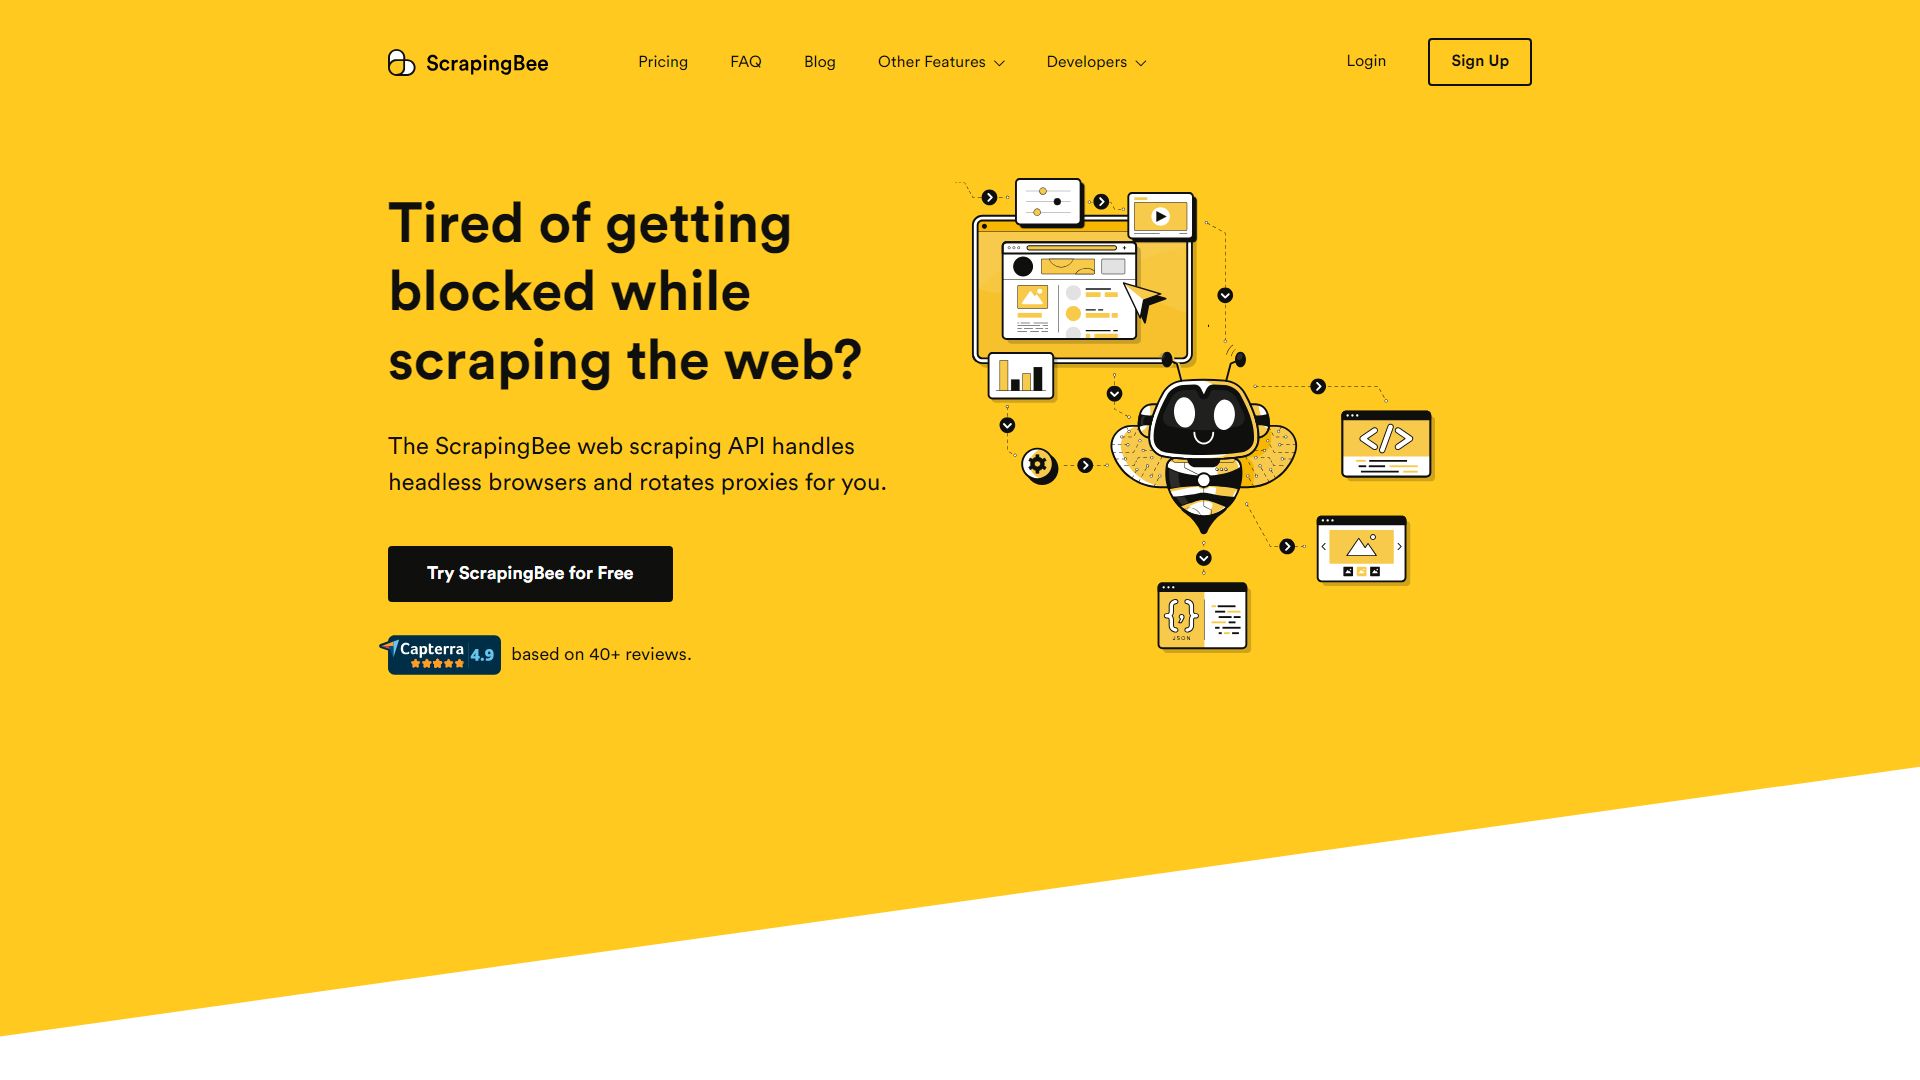 ScrapingBee
Pricing
FAQ
Blog
Other Features
Developers
Login
Sign Up
Tired of getting
blocked while
scraping the web?
The ScrapingBee web scraping API handles
headless browsers and rotates proxies for you.
Try ScrapingBee for Free
Capterra 4.9
based on 40+ reviews.
</>
{;}
JSON